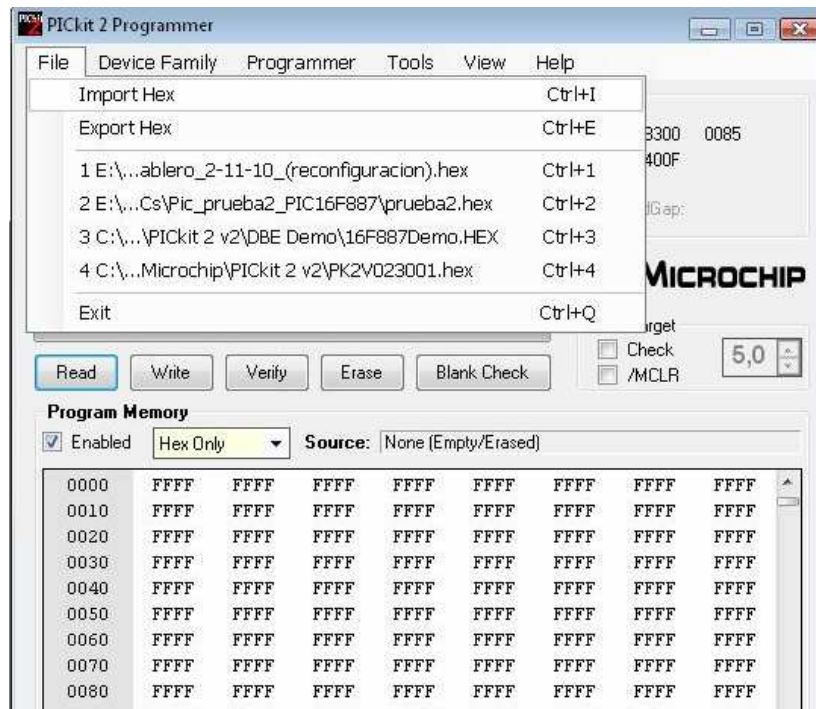 PICkit 2 Programmer
File Device Family Programmer Tools View Help
Import Hex Ctrl+I
Export Hex Ctrl+E
1 E:\...ablero_2-11-10_(reconfiguracion).hex Ctrl+1
2 E:\...Cs\Pic_prueba2_PIC16F887\prueba2.hex Ctrl+2
3 C:\...\PICkit 2 v2\DBE Demo\16F887Demo.HEX Ctrl+3
4 C:\...Microchip\PICkit 2 v2\PK2V023001.hex Ctrl+4
Exit Ctrl+Q
8300 0085
400F
dGap:
MICROCHIP
arget
Check
/MCLR
5,0
Read Write Verify Erase Blank Check
Program Memory
Enabled Hex Only Source: None (Empty/Erased)
0000 FFFF FFFF FFFF FFFF FFFF FFFF FFFF FFFF
0010 FFFF FFFF FFFF FFFF FFFF FFFF FFFF FFFF
0020 FFFF FFFF FFFF FFFF FFFF FFFF FFFF FFFF
0030 FFFF FFFF FFFF FFFF FFFF FFFF FFFF FFFF
0040 FFFF FFFF FFFF FFFF FFFF FFFF FFFF FFFF
0050 FFFF FFFF FFFF FFFF FFFF FFFF FFFF FFFF
0060 FFFF FFFF FFFF FFFF FFFF FFFF FFFF FFFF
0070 FFFF FFFF FFFF FFFF FFFF FFFF FFFF FFFF
0080 FFFF FFFF FFFF FFFF FFFF FFFF FFFF FFFF